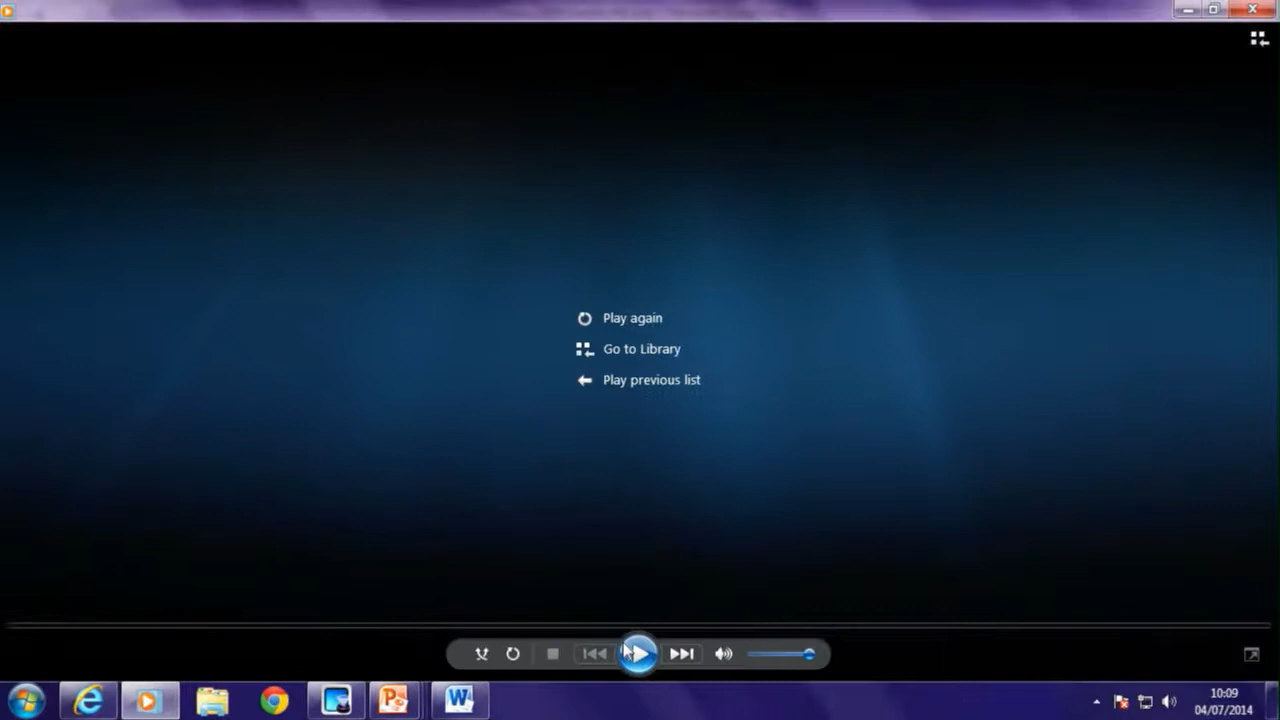 Play again
Go to Library
Play previous list
10:09
04/07/2014